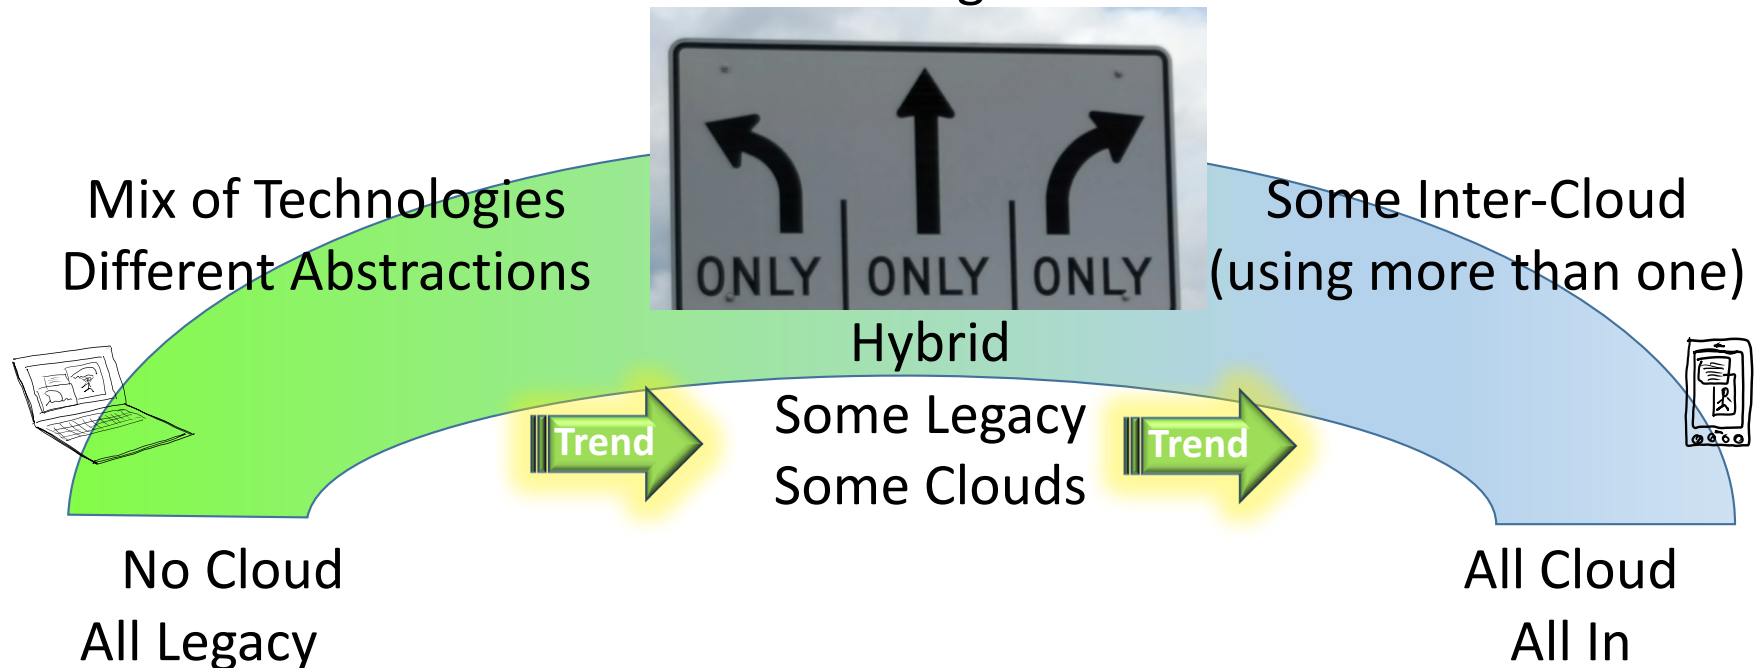 Mix of Technologies
Different Abstractions
ONLY ONLY ONLY
Some Inter-Cloud
(using more than one)
Hybrid
Some Legacy
Some Clouds
Trend
Trend
No Cloud
All Legacy
All Cloud
All In